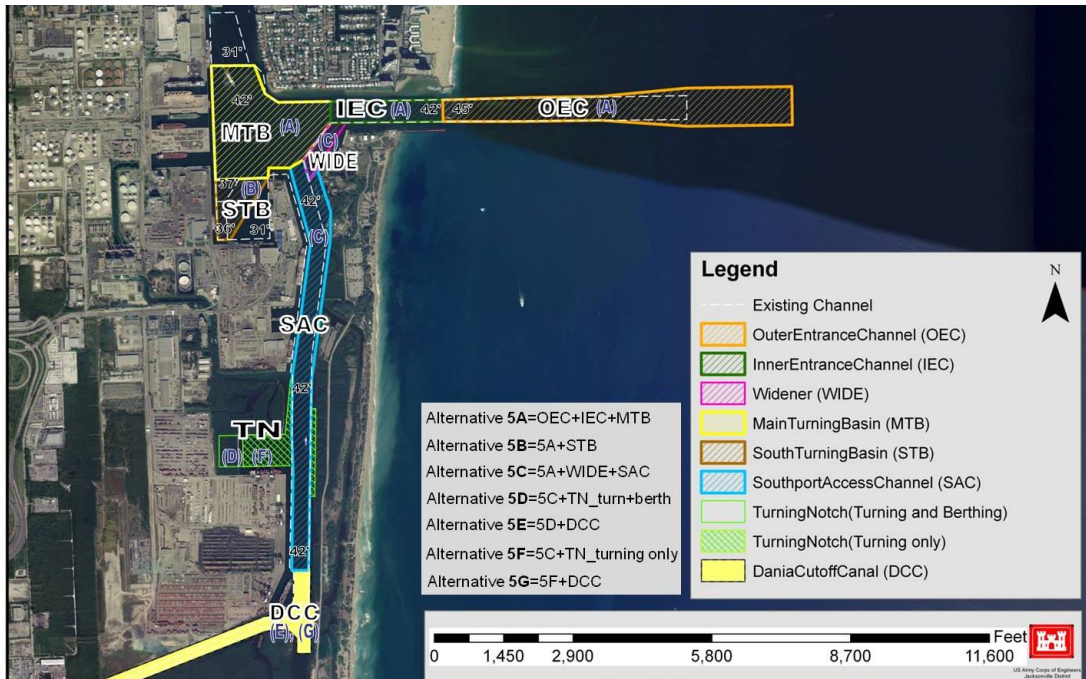 31'
42'
MTB
(A)
IEC (A)
42'
45'
OEC (A)
(C)
WIDE
37'
(B)
STB
36'
31'
42'
(C)
SAC
42'
TN
(D)
(F)
42'
DCC
(E), (G)
Alternative 5A=OEC+IEC+MTB
Alternative 5B=5A+STB
Alternative 5C=5A+WIDE+SAC
Alternative 5D=5C+TN_turn+berth
Alternative 5E=5D+DCC
Alternative 5F=5C+TN_turning only
Alternative 5G=5F+DCC
Legend
N
Existing Channel
OuterEntranceChannel (OEC)
InnerEntranceChannel (IEC)
Widener (WIDE)
MainTurningBasin (MTB)
SouthTurningBasin (STB)
SouthportAccessChannel (SAC)
TurningNotch(Turning and Berthing)
TurningNotch(Turning only)
DaniaCutoffCanal (DCC)
Feet
0 1,450 2,900 5,800 8,700 11,600
US Army Corps of Engineers
Jacksonville District